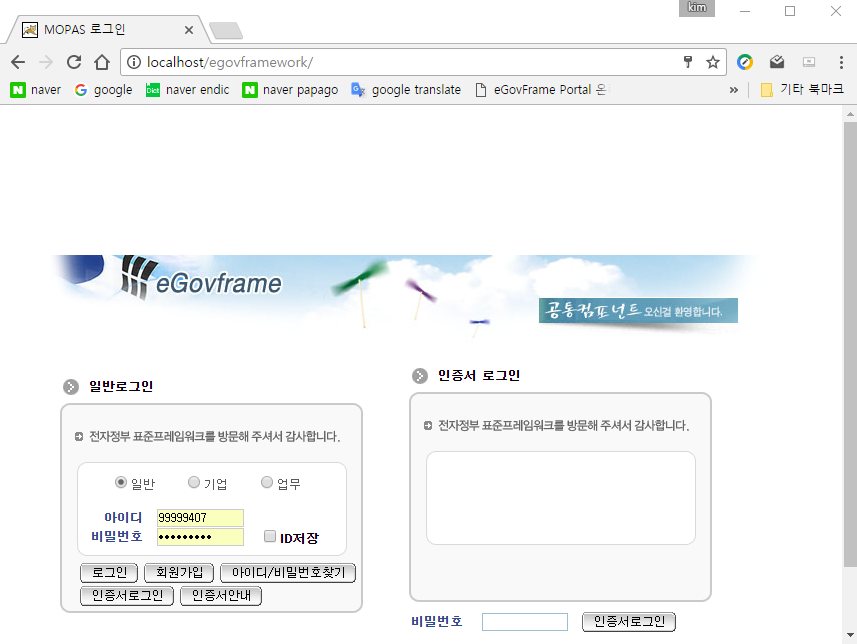 kim
MOPAS 로그인
localhost/egovframework/
naver google naver endic naver papago google translate eGovFrame Portal 온 » 기타 북마크
eGovframe
공통컴포넌트 오신걸 환영합니다.
일반로그인
전자정부 표준프레임워크를 방문해 주셔서 감사합니다.
일반 기업 업무
아이디 99999407
비밀번호 •••••••••
ID저장
로그인 회원가입 아이디/비밀번호찾기
인증서로그인 인증서안내
인증서 로그인
전자정부 표준프레임워크를 방문해 주셔서 감사합니다.
비밀번호 인증서로그인